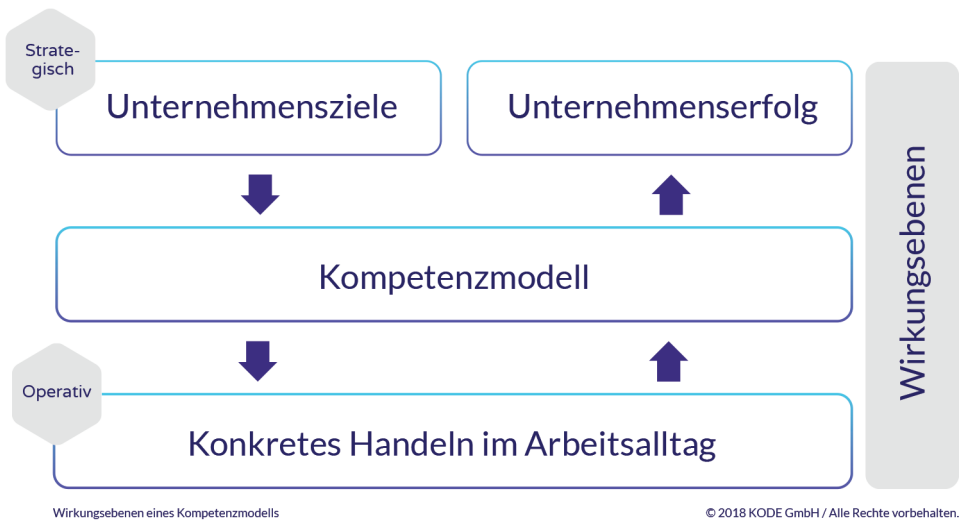 Strate-
gisch
Unternehmensziele
Unternehmenserfolg
Kompetenzmodell
Operativ
Konkretes Handeln im Arbeitsalltag
Wirkungsebenen
Wirkungsebenen eines Kompetenzmodells
© 2018 KODE GmbH / Alle Rechte vorbehalten.